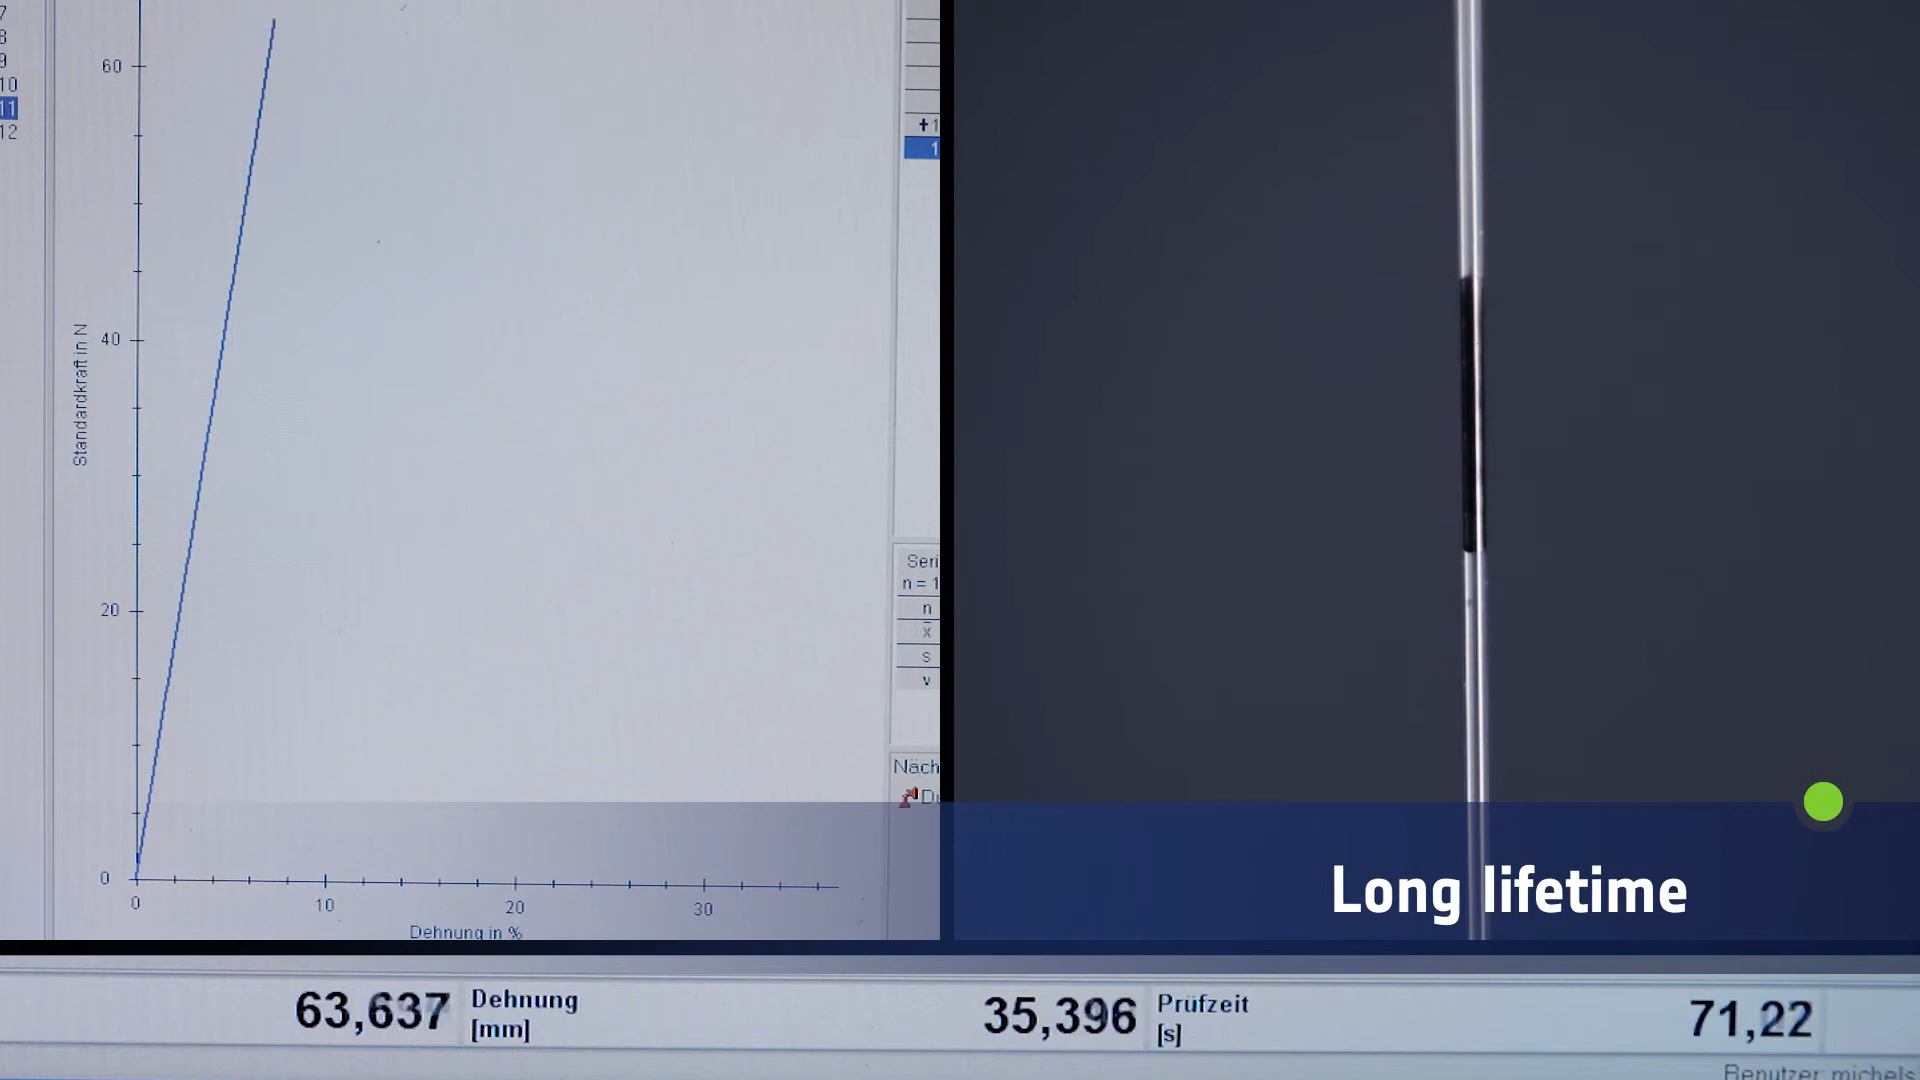 7
8
9
10
11
12
60
40
20
0
Standardkraft in N
0
10
20
30
Dehnung in %
1
1
Seri
n = 1
n
x̄
s
v
Näch
Long lifetime
63,637
Dehnung
[mm]
35,396
Prüfzeit
[s]
71,22
Benutzer: michels